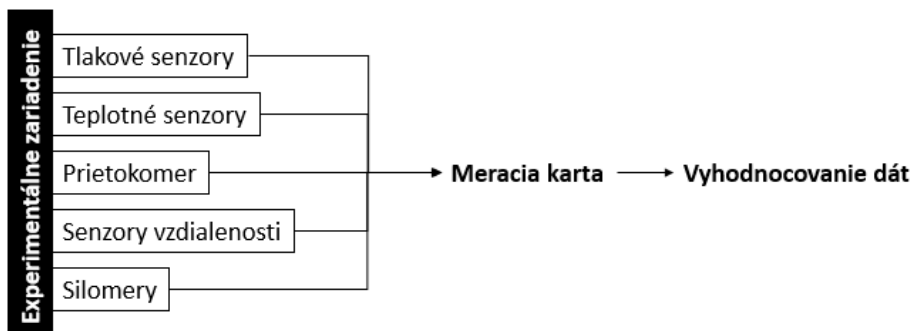 Experimentálne zariadenie
Tlakové senzory
Teplotné senzory
Prietokomer
Senzory vzdialenosti
Silomery
Meracia karta
Vyhodnocovanie dát